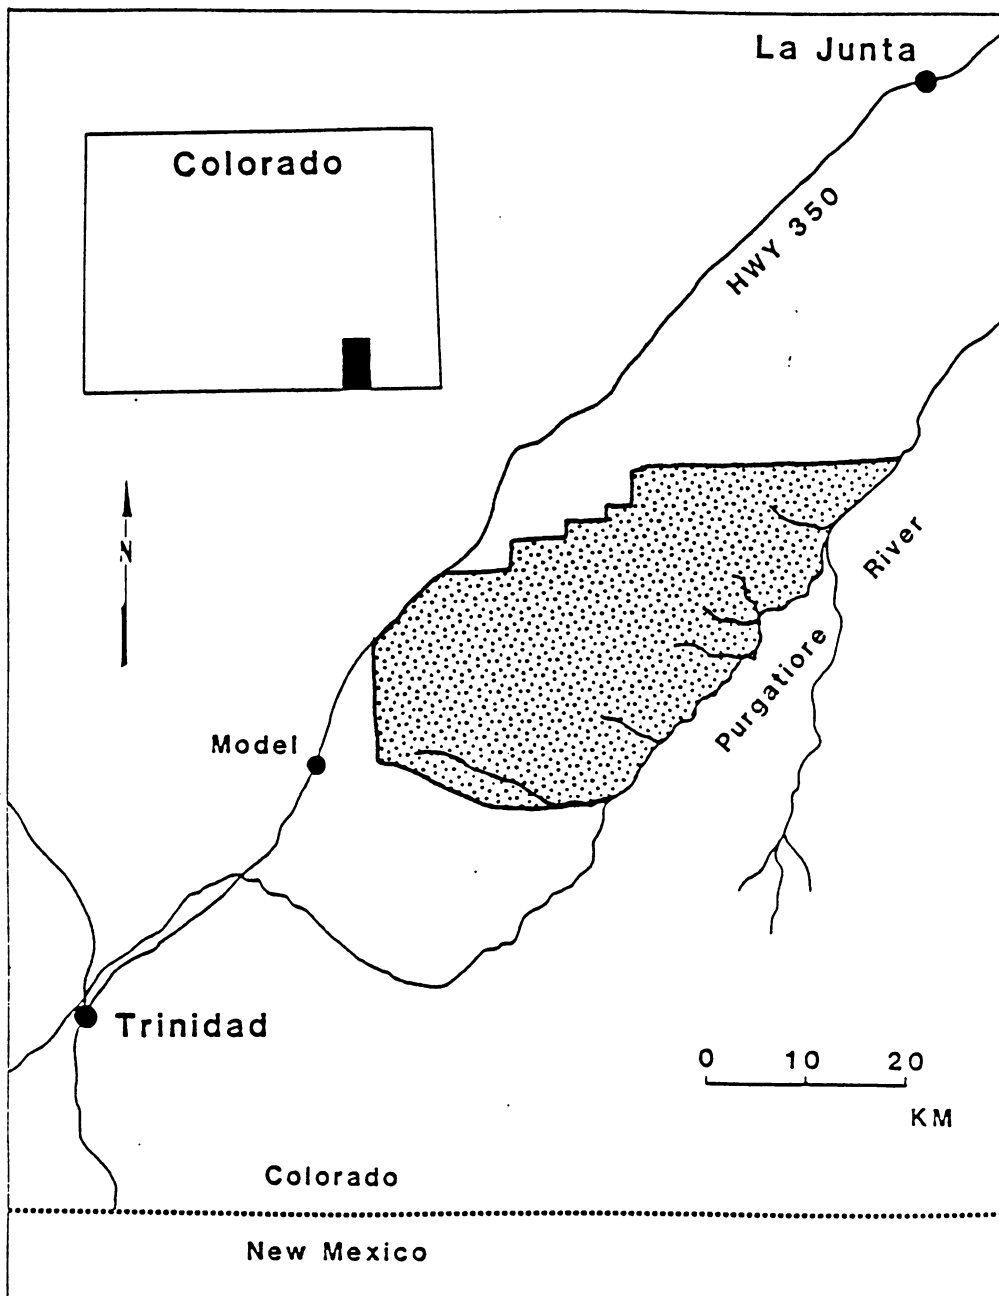 La Junta
Colorado
HWY 350
N
River
Purgatiore
Model
Trinidad
0 10 20
KM
Colorado
New Mexico